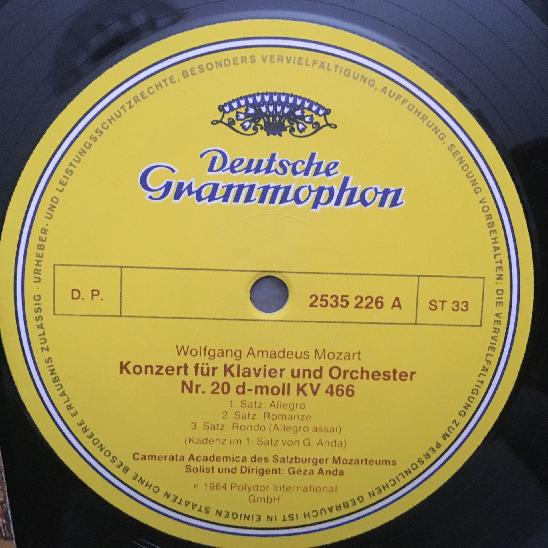 URHEBER- UND LEISTUNGSSCHUTZRECHTE, BESONDERS VERVIELFÄLTIGUNG, AUFFÜHRUNG, SENDUNG VORBEHALTEN; DIE VERVIELFÄLTIGUNG ZUM PERSÖNLICHEN GEBRAUCH IST IN EINIGEN STAATEN OHNE BESONDERE ERLAUBNIS ZULÄSSIG ·
Deutsche
Grammophon
D. P. 2535 226 A ST 33
Wolfgang Amadeus Mozart
Konzert für Klavier und Orchester
Nr. 20 d-moll KV 466
1. Satz: Allegro
2. Satz: Romanze
3. Satz: Rondo (Allegro assai)
(Kadenz im 1. Satz von G. Anda)
Camerata Academica des Salzburger Mozarteums
Solist und Dirigent: Géza Anda
℗ 1964 Polydor International
GmbH